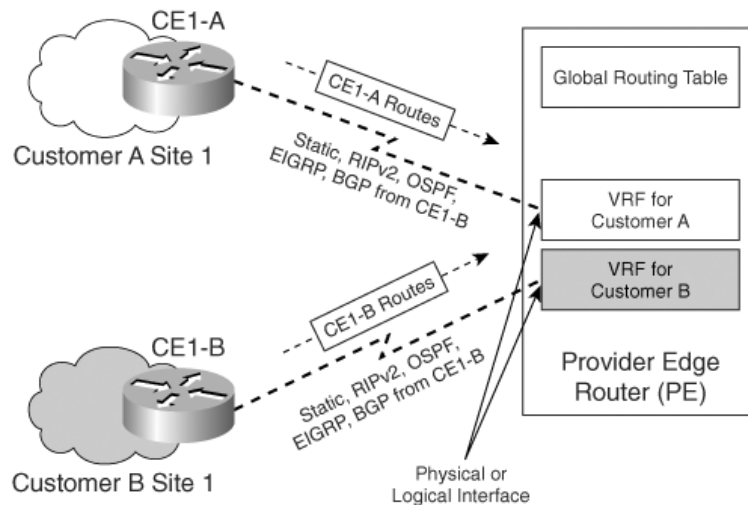 CE1-A
Customer A Site 1
CE1-A Routes
Static, RIPv2, OSPF,
EIGRP, BGP from CE1-B
Global Routing Table
VRF for
Customer A
VRF for
Customer B
Provider Edge
Router (PE)
CE1-B
Customer B Site 1
CE1-B Routes
Static, RIPv2, OSPF,
EIGRP, BGP from CE1-B
Physical or
Logical Interface